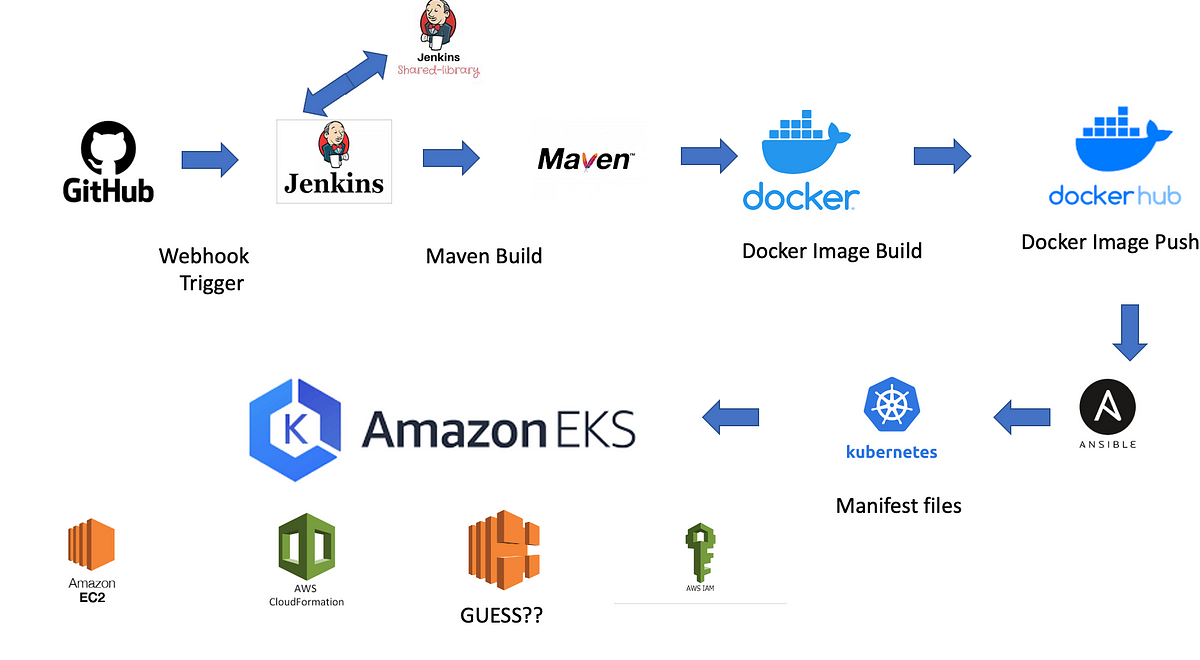 Jenkins
Shared-library
GitHub
Jenkins
Maven™
docker
docker hub
Webhook
Trigger
Maven Build
Docker Image Build
Docker Image Push
K
Amazon EKS
kubernetes
A
ANSIBLE
Manifest files
Amazon
EC2
AWS
CloudFormation
GUESS??
AWS IAM